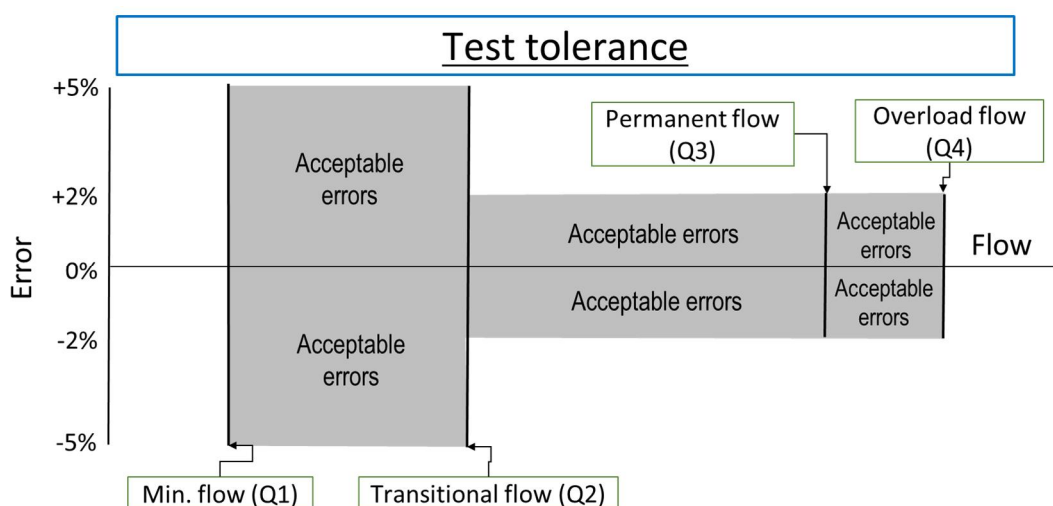 Test tolerance
+5%
Permanent flow
(Q3)
Overload flow
(Q4)
Acceptable
errors
+2%
Acceptable errors
Acceptable
errors
Flow
Error
0%
Acceptable errors
Acceptable
errors
-2%
Acceptable
errors
-5%
Min. flow (Q1)
Transitional flow (Q2)